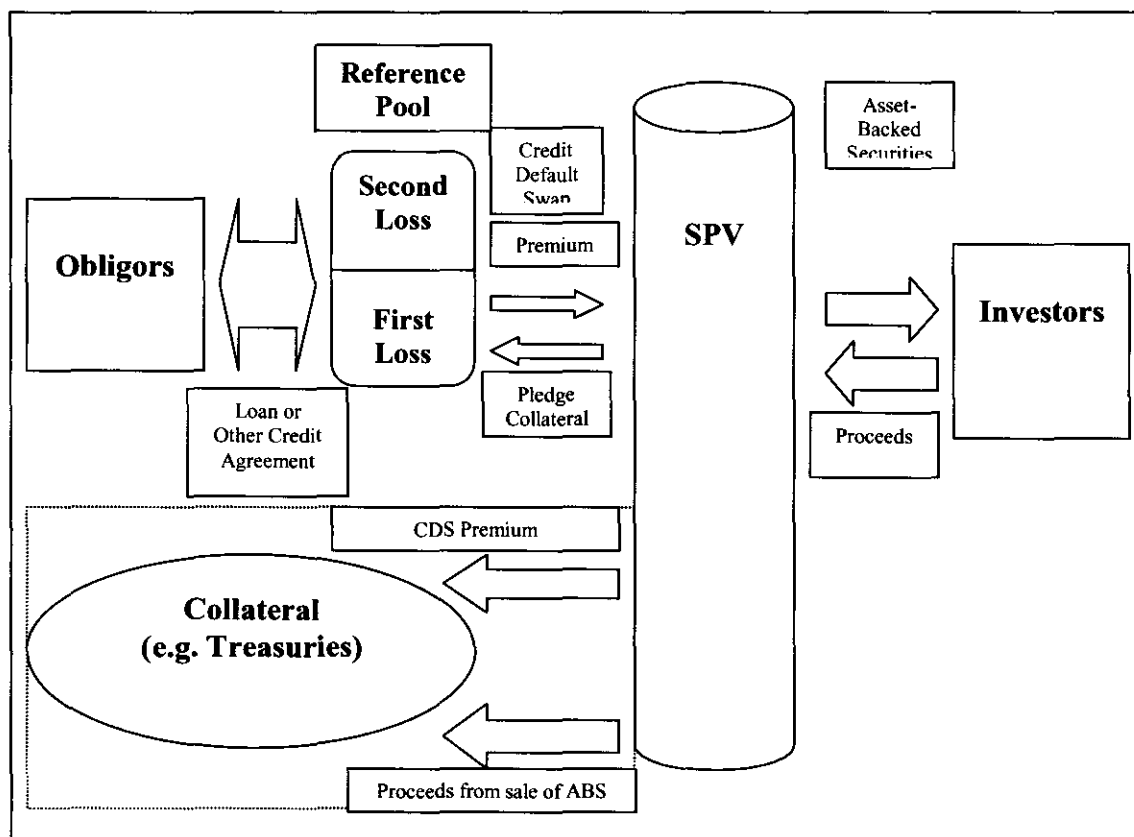 Reference
Pool
Asset-
Backed
Securities
Credit
Default
Swap
Second
Loss
SPV
Premium
Obligors
First
Loss
Investors
Loan or
Other Credit
Agreement
Pledge
Collateral
Proceeds
CDS Premium
Collateral
(e.g. Treasuries)
Proceeds from sale of ABS